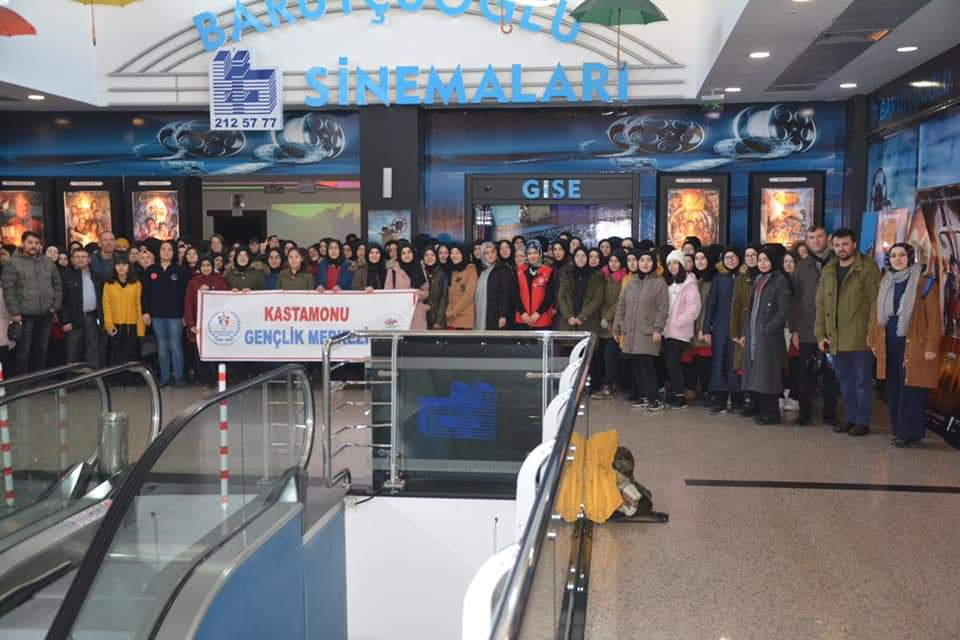 BARUTÇUOĞLU
SİNEMALARI
212 57 77
GİŞE
KASTAMONU
GENÇLİK MERKEZİ